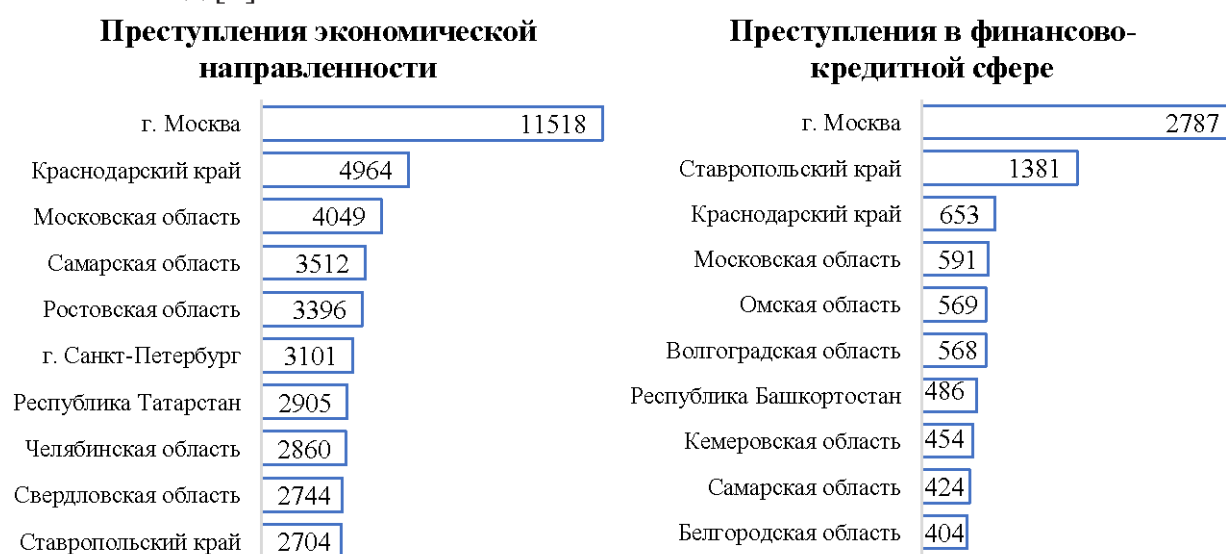 Преступления экономической
направленности
г. Москва 11518
Краснодарский край 4964
Московская область 4049
Самарская область 3512
Ростовская область 3396
г. Санкт-Петербург 3101
Республика Татарстан 2905
Челябинская область 2860
Свердловская область 2744
Ставропольский край 2704
Преступления в финансово-
кредитной сфере
г. Москва 2787
Ставропольский край 1381
Краснодарский край 653
Московская область 591
Омская область 569
Волгоградская область 568
Республика Башкортостан 486
Кемеровская область 454
Самарская область 424
Белгородская область 404